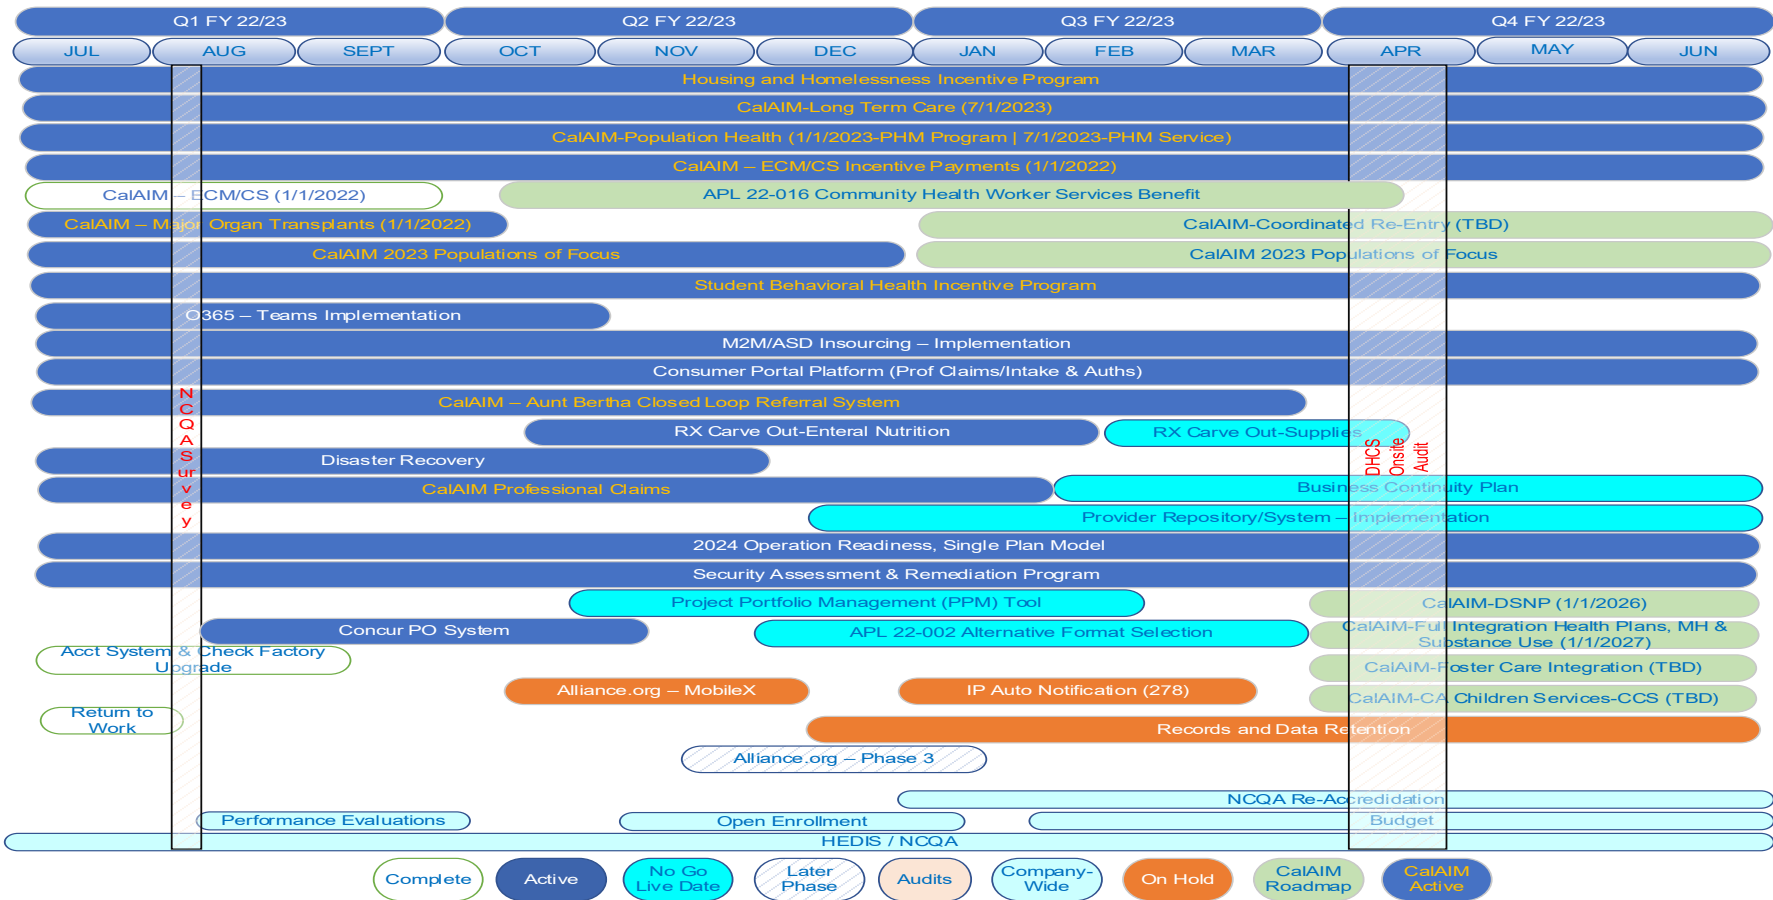 Q1 FY 22/23
Q2 FY 22/23
Q3 FY 22/23
Q4 FY 22/23
JUL
AUG
SEPT
OCT
NOV
DEC
JAN
FEB
MAR
APR
MAY
JUN
Housing and Homelessness Incentive Program
CalAIM-Long Term Care (7/1/2023)
CalAIM-Population Health (1/1/2023-PHM Program | 7/1/2023-PHM Service)
CalAIM – ECM/CS Incentive Payments (1/1/2022)
CalAIM – ECM/CS (1/1/2022)
APL 22-016 Community Health Worker Services Benefit
CalAIM – Major Organ Transplants (1/1/2022)
CalAIM-Coordinated Re-Entry (TBD)
CalAIM 2023 Populations of Focus
CalAIM 2023 Populations of Focus
Student Behavioral Health Incentive Program
O365 – Teams Implementation
M2M/ASD Insourcing – Implementation
Consumer Portal Platform (Prof Claims/Intake & Auths)
CalAIM – Aunt Bertha Closed Loop Referral System
RX Carve Out-Enteral Nutrition
RX Carve Out-Supplies
Disaster Recovery
CalAIM Professional Claims
Business Continuity Plan
Provider Repository/System – Implementation
2024 Operation Readiness, Single Plan Model
Security Assessment & Remediation Program
Project Portfolio Management (PPM) Tool
CalAIM-DSNP (1/1/2026)
Concur PO System
APL 22-002 Alternative Format Selection
CalAIM-Full Integration Health Plans, MH &
Substance Use (1/1/2027)
Acct System & Check Factory
Upgrade
CalAIM-Foster Care Integration (TBD)
Alliance.org – MobileX
IP Auto Notification (278)
CalAIM-CA Children Services-CCS (TBD)
Return to
Work
Records and Data Retention
Alliance.org – Phase 3
NCQA Re-Accredidation
Performance Evaluations
Open Enrollment
Budget
HEDIS / NCQA
N
C
Q
A
S
ur
v
e
y
DHCS
Onsite
Audit
Complete
Active
No Go
Live Date
Later
Phase
Audits
Company-
Wide
On Hold
CalAIM
Roadmap
CalAIM
Active